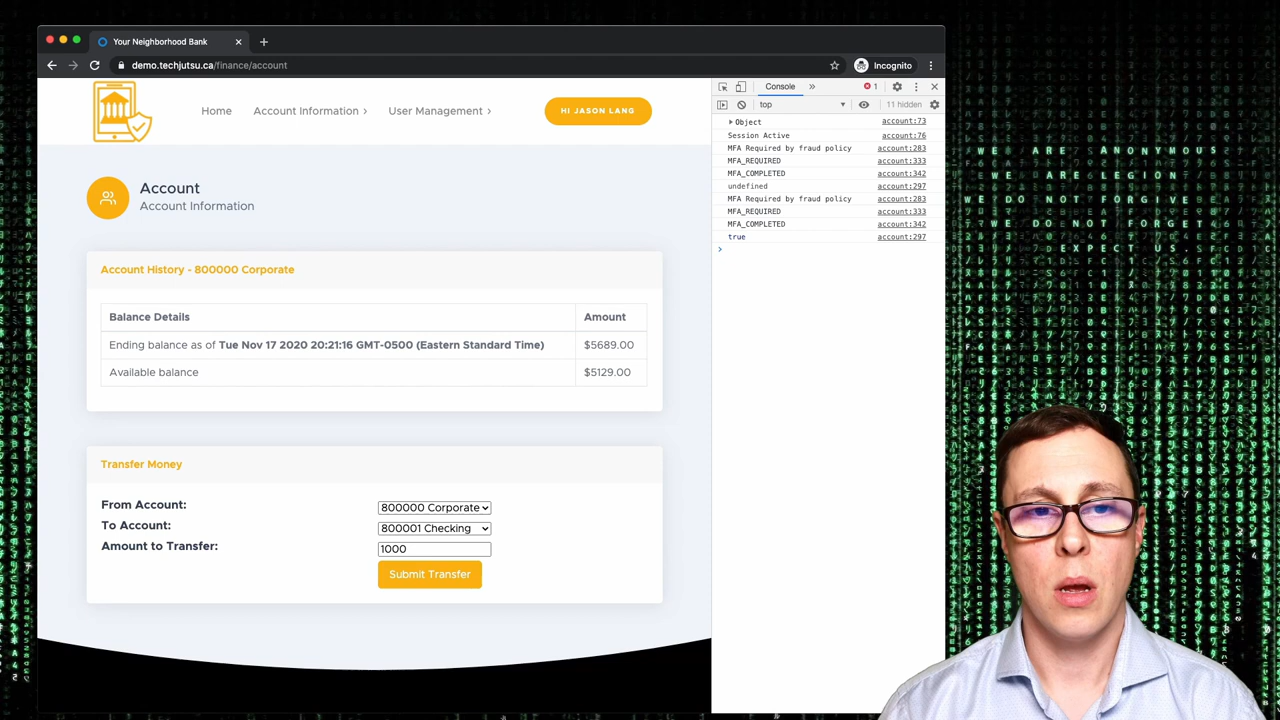 Your Neighborhood Bank
demo.techjutsu.ca/finance/account
Incognito
Home
Account Information
User Management
HI JASON LANG
Account
Account Information
Account History - 800000 Corporate
Balance Details Amount
Ending balance as of Tue Nov 17 2020 20:21:16 GMT-0500 (Eastern Standard Time) $5689.00
Available balance $5129.00
Transfer Money
From Account: 800000 Corporate
To Account: 800001 Checking
Amount to Transfer: 1000
Submit Transfer
Console
1
top
11 hidden
Object account:73
Session Active account:76
MFA Required by fraud policy account:283
MFA_REQUIRED account:333
MFA_COMPLETED account:342
undefined account:297
MFA Required by fraud policy account:283
MFA_REQUIRED account:333
MFA_COMPLETED account:342
true account:297
WE ARE ANONYMOUS
WE ARE LEGION
WE DO NOT FORGIVE
WE DO NOT FORGET
EXPECT US.